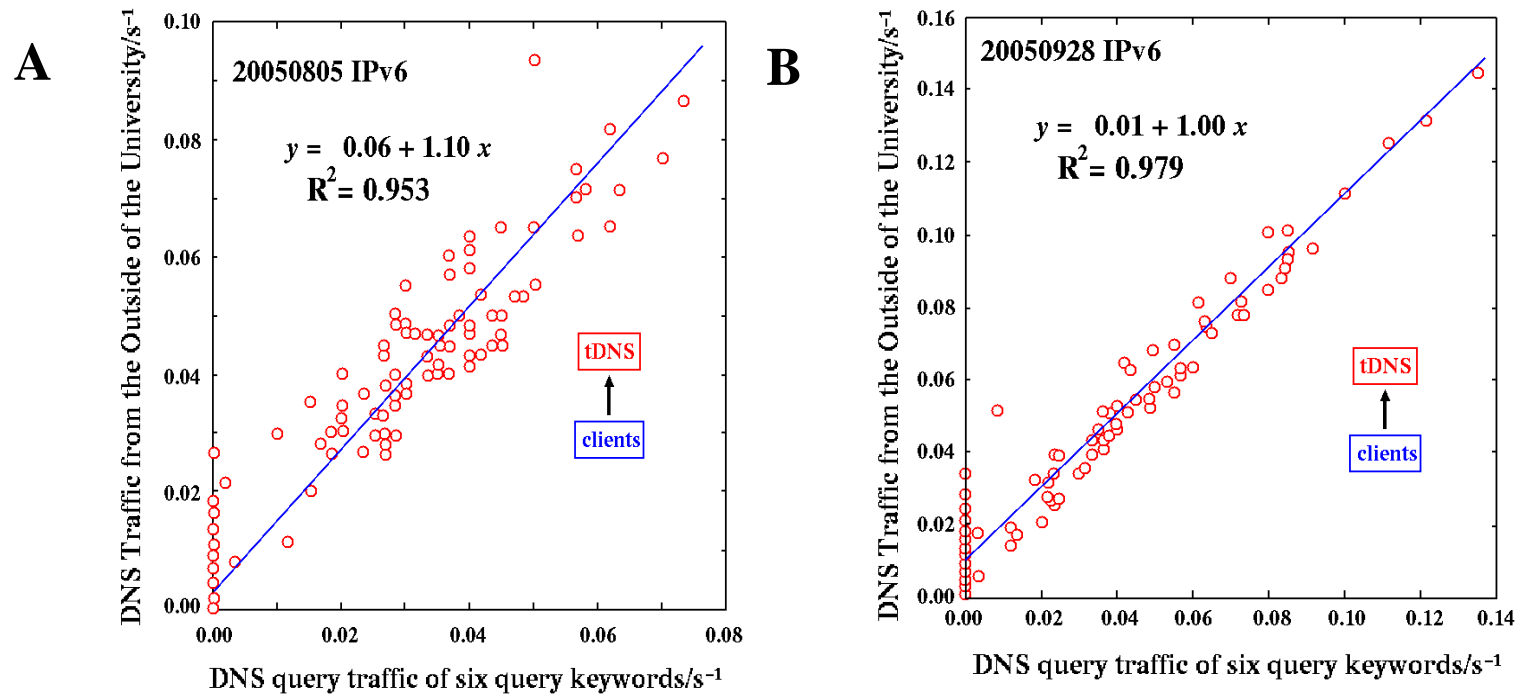 A
DNS Traffic from the Outside of the University/s⁻¹
0.10
0.08
0.06
0.04
0.02
0.00
20050805 IPv6
y = 0.06 + 1.10 x
R²= 0.953
tDNS
clients
0.00 0.02 0.04 0.06 0.08
DNS query traffic of six query keywords/s⁻¹
B
DNS Traffic from the Outside of the University/s⁻¹
0.16
0.14
0.12
0.10
0.08
0.06
0.04
0.02
0.00
20050928 IPv6
y = 0.01 + 1.00 x
R²= 0.979
tDNS
clients
0.00 0.02 0.04 0.06 0.08 0.10 0.12 0.14
DNS query traffic of six query keywords/s⁻¹